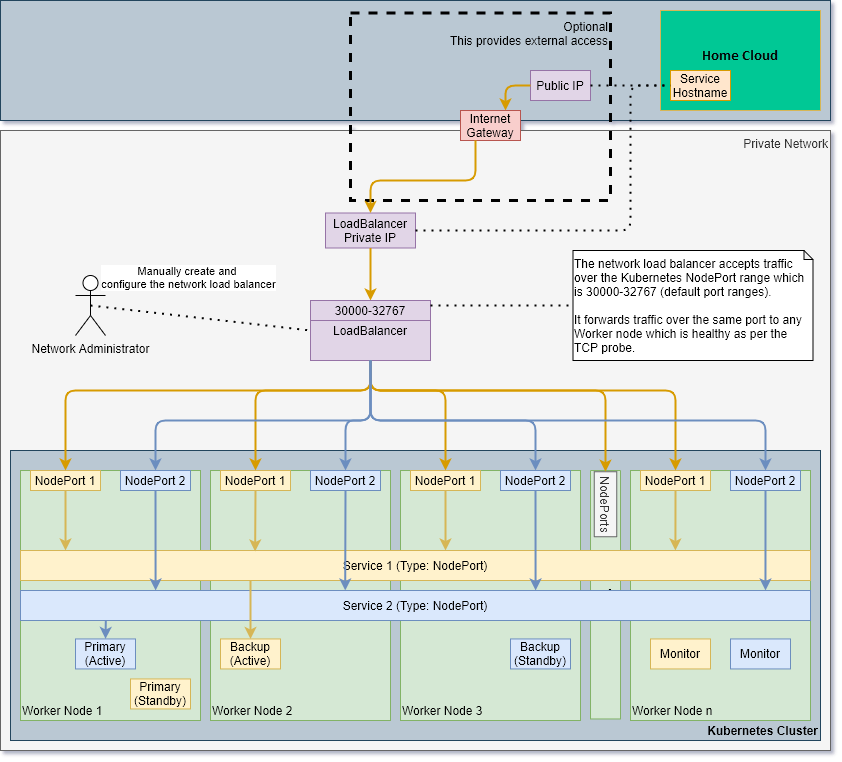 Optional
This provides external access
Home Cloud
Public IP
Service
Hostname
Internet
Gateway
Private Network
LoadBalancer
Private IP
Manually create and
configure the network load balancer
Network Administrator
30000-32767
LoadBalancer
The network load balancer accepts traffic
over the Kubernetes NodePort range which
is 30000-32767 (default port ranges).
It forwards traffic over the same port to any
Worker node which is healthy as per the
TCP probe.
NodePort 1
NodePort 2
NodePort 1
NodePort 2
NodePort 1
NodePort 2
NodePorts
NodePort 1
NodePort 2
Service 1 (Type: NodePort)
Service 2 (Type: NodePort)
Primary
(Active)
Primary
(Standby)
Backup
(Active)
Backup
(Standby)
Monitor
Monitor
Worker Node 1
Worker Node 2
Worker Node 3
Worker Node n
Kubernetes Cluster